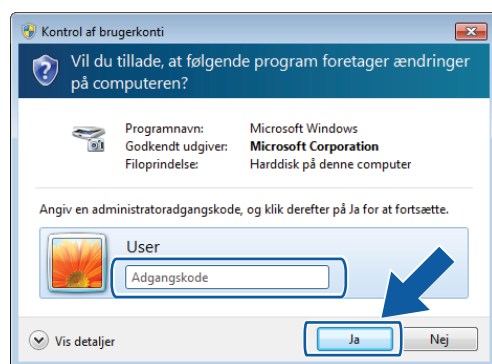 Kontrol af brugerkonti
Vil du tillade, at følgende program foretager ændringer
på computeren?
Programnavn: Microsoft Windows
Godkendt udgiver: Microsoft Corporation
Filoprindelse: Harddisk på denne computer
Angiv en administratoradgangskode, og klik derefter på Ja for at fortsætte.
User
Adgangskode
Vis detaljer Ja Nej